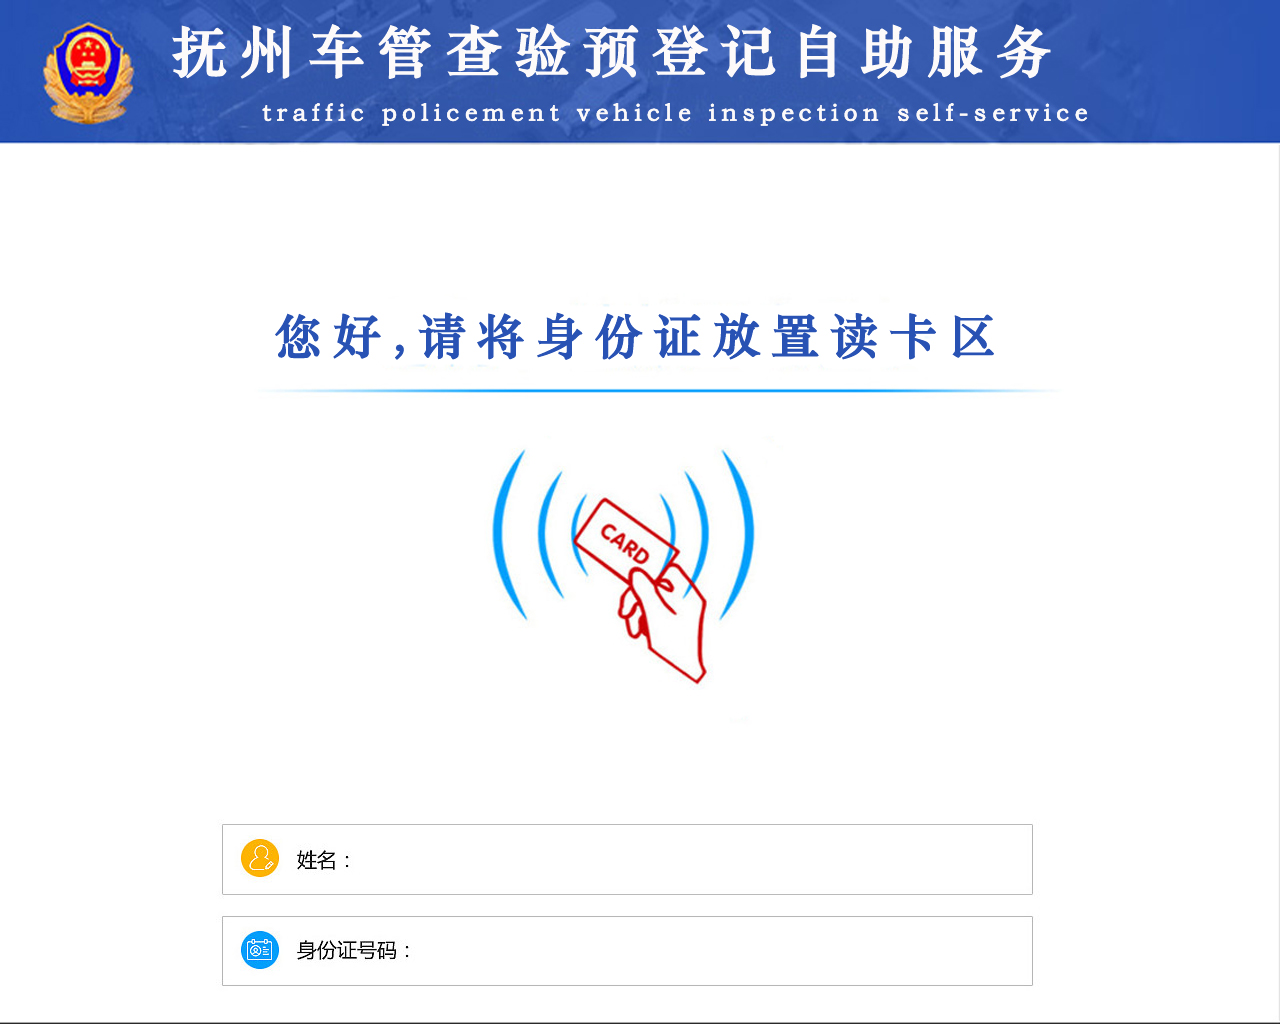 抚州车管查验预登记自助服务
traffic policement vehicle inspection self-service
您好,请将身份证放置读卡区
CARD
姓名：
身份证号码：